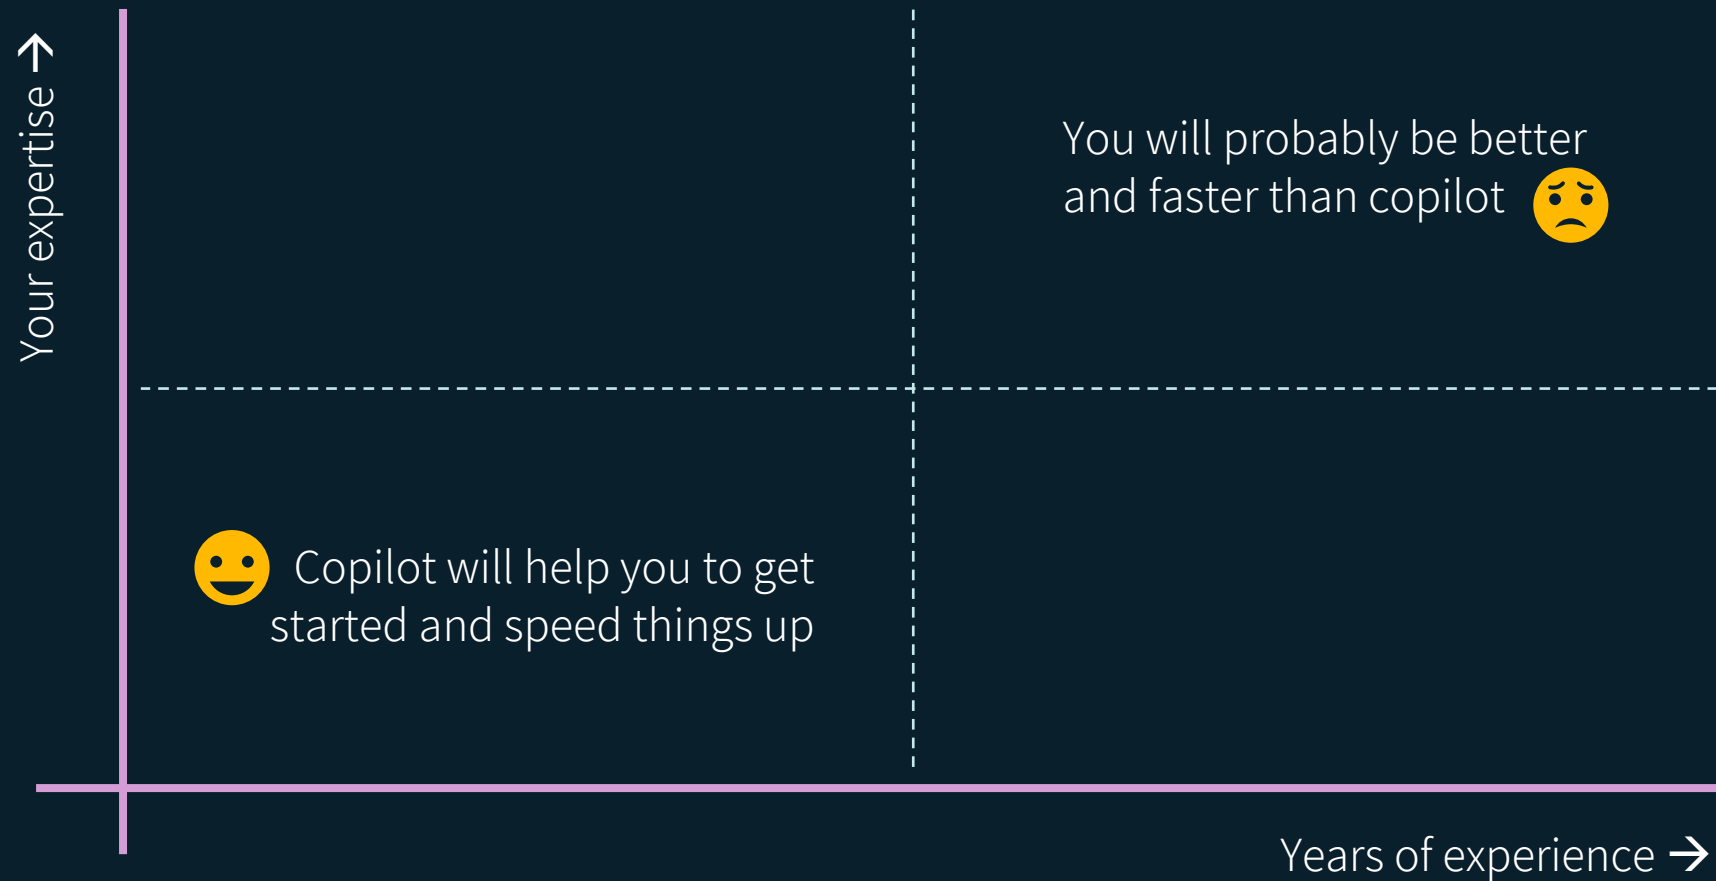 Your expertise →
You will probably be better
and faster than copilot
Copilot will help you to get
started and speed things up
Years of experience →